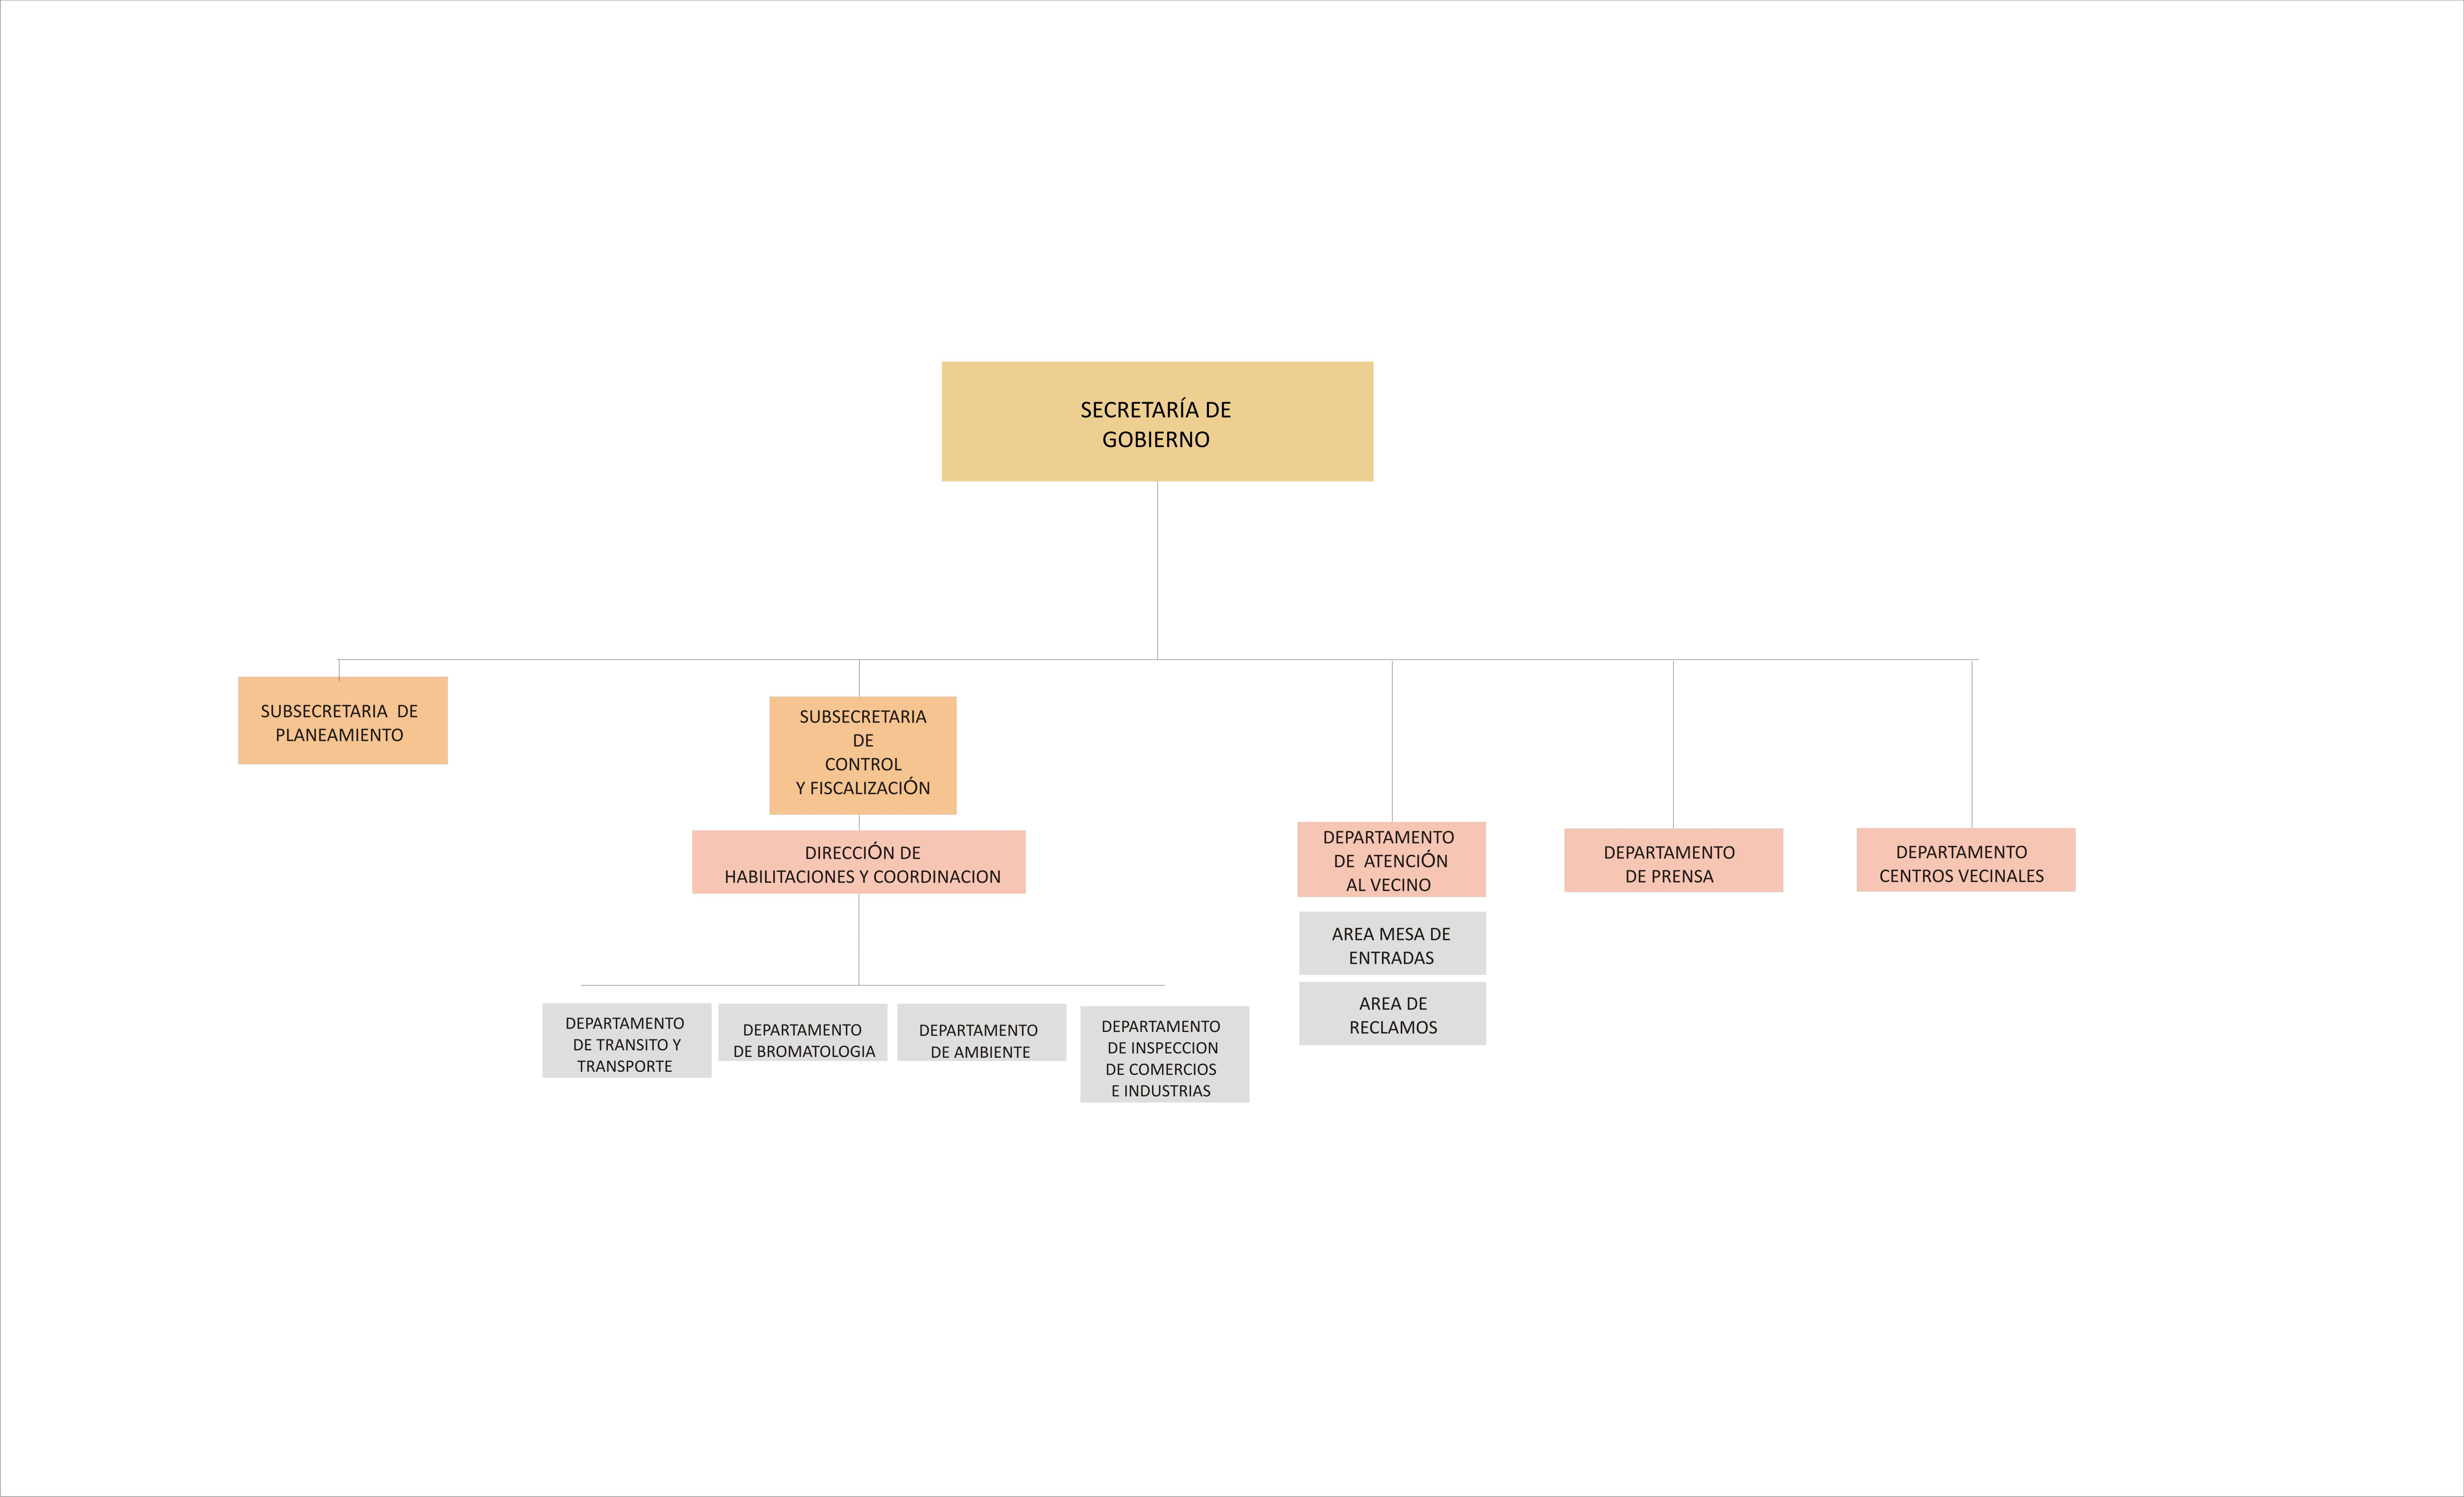 SECRETARÍA DE
GOBIERNO
SUBSECRETARIA DE
PLANEAMIENTO
SUBSECRETARIA
DE
CONTROL
Y FISCALIZACIÓN
DIRECCIÓN DE
HABILITACIONES Y COORDINACION
DEPARTAMENTO
DE TRANSITO Y
TRANSPORTE
DEPARTAMENTO
DE BROMATOLOGIA
DEPARTAMENTO
DE AMBIENTE
DEPARTAMENTO
DE INSPECCION
DE COMERCIOS
E INDUSTRIAS
DEPARTAMENTO
DE ATENCIÓN
AL VECINO
AREA MESA DE
ENTRADAS
AREA DE
RECLAMOS
DEPARTAMENTO
DE PRENSA
DEPARTAMENTO
CENTROS VECINALES